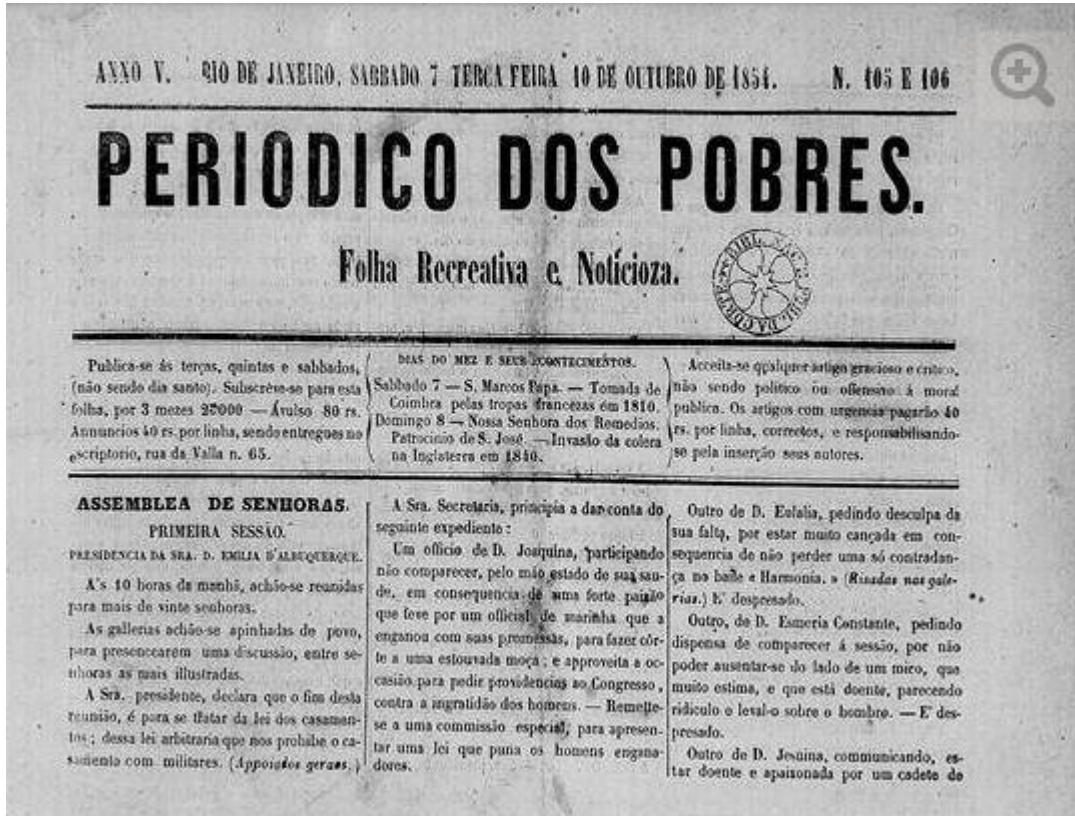 ANNO V. RIO DE JANEIRO, SABBADO 7 TERCA FEIRA 10 DE OUTUBRO DE 1854. N. 105 E 106
PERIODICO DOS POBRES.
Folha Recreativa e Noticioza.
Publica-se ás terças, quintas e sabbados,
(não sendo dia santo). Subscreve-se para esta
folha, por 3 mezes 2$000 — Avulso 80 rs.
Annuncios 40 rs. por linha, sendo entregues no
escriptorio, rua da Valla n. 65.
DIAS DO MEZ E SEUS ACONTECIMENTOS.
Sabbado 7 — S. Marcos Papa. — Tomada de
Coimbra pelas tropas francezas em 1810.
Domingo 8 — Nossa Senhora dos Remedios.
Patrocinio de S. José. — Invasão da colera
na Inglaterra em 1840.
Acceita-se qualquer artigo gracioso e critico,
não sendo politico ou offensivo á moral
publica. Os artigos com urgencia pagarão 40
rs. por linha, correctos, e responsabilisando-
se pela inserção seus autores.
ASSEMBLEA DE SENHORAS.
PRIMEIRA SESSÃO.
PRESIDENCIA DA SRA. D. EMILIA D'ALBUQUERQUE.
A's 10 horas da manhã, achão-se reunidas
para mais de vinte senhoras.
As gallerias achão-se apinhadas de povo,
para presencearem uma discussão, entre se-
nhoras as mais illustradas.
A Sra. presidente, declara que o fim desta
reunião, é para se tratar da lei dos casamen-
tos; dessa lei arbitraria que nos prohibe o ca-
samento com militares. (Appoiados geraes.)
A Sra. Secretaria, principia a dar conta do
seguinte expediente:
Um officio de D. Joaquina, participando
não comparecer, pelo máo estado de sua sau-
de, em consequencia de uma forte paixão
que teve por um official de marinha que a
enganou com suas promessas, para fazer côr-
te a uma estouvada moça; e approveita a oc-
casião para pedir providencias ao Congresso,
contra a ingratidão dos homens. — Remette-
se a uma commissão especial, para apresen-
tar uma lei que puna os homens engana-
dores.
Outro de D. Eulalia, pedindo desculpa da
sua falta, por estar muito cançada em con-
sequencia de não perder uma só contradan-
ça no baile « Harmonia. » (Risadas nas gale-
rias.) E' despresado.
Outro, de D. Esmeria Constante, pedindo
dispensa de comparecer á sessão, por não
poder ausentar-se do lado de um mico, que
muito estima, e que está doente, parecendo
ridiculo o leval-o sobre o hombro. — E' des-
presado.
Outro de D. Jesuina, communicando, es-
tar doente e apaixonada por um cadete de